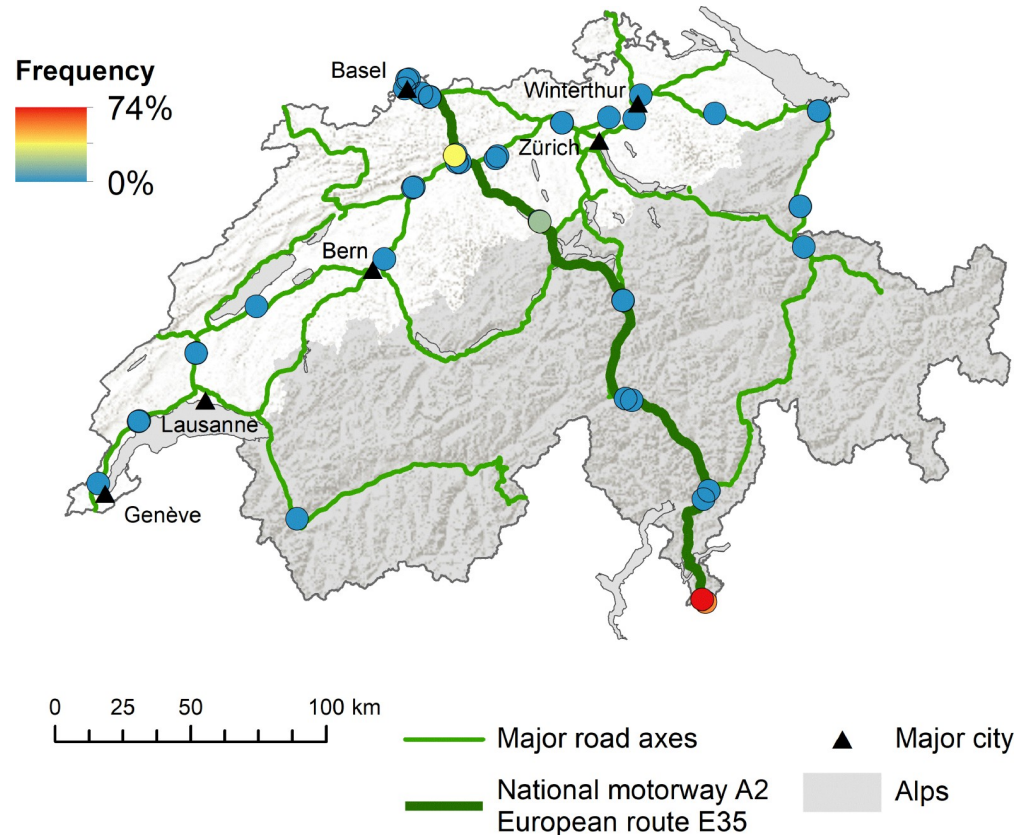 Frequency
74%
0%
Basel
Winterthur
Zürich
Bern
Lausanne
Genève
0 25 50 100 km
Major road axes
Major city
National motorway A2
European route E35
Alps